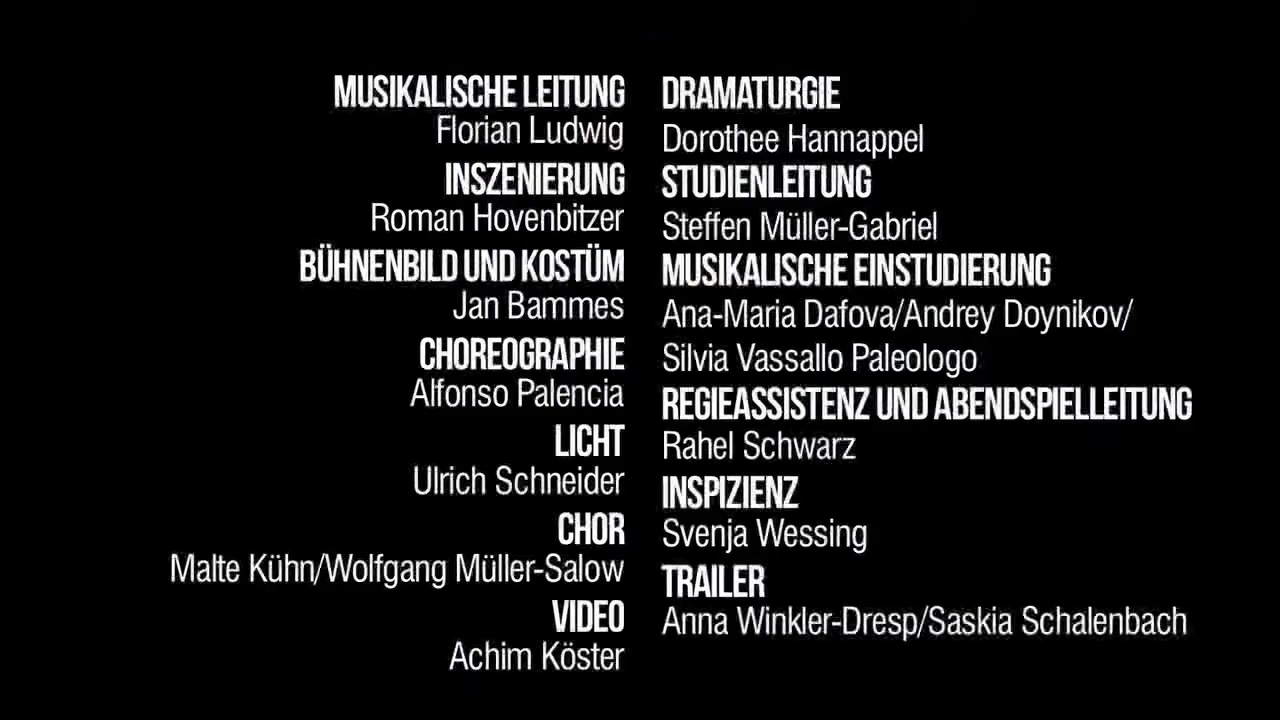 MUSIKALISCHE LEITUNG
Florian Ludwig
INSZENIERUNG
Roman Hovenbitzer
BÜHNENBILD UND KOSTÜM
Jan Bammes
CHOREOGRAPHIE
Alfonso Palencia
LICHT
Ulrich Schneider
CHOR
Malte Kühn/Wolfgang Müller-Salow
VIDEO
Achim Köster
DRAMATURGIE
Dorothee Hannappel
STUDIENLEITUNG
Steffen Müller-Gabriel
MUSIKALISCHE EINSTUDIERUNG
Ana-Maria Dafova/Andrey Doynikov/
Silvia Vassallo Paleologo
REGIEASSISTENZ UND ABENDSPIELLEITUNG
Rahel Schwarz
INSPIZIENZ
Svenja Wessing
TRAILER
Anna Winkler-Dresp/Saskia Schalenbach